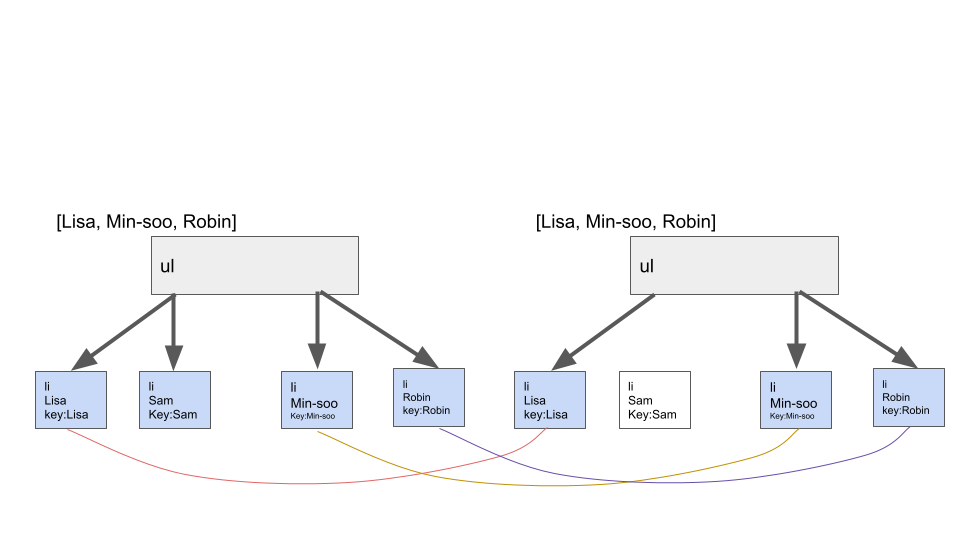 [Lisa, Min-soo, Robin]
ul
li
Lisa
key:Lisa
li
Sam
Key:Sam
li
Min-soo
Key:Min-soo
li
Robin
key:Robin
[Lisa, Min-soo, Robin]
ul
li
Lisa
key:Lisa
li
Sam
Key:Sam
li
Min-soo
Key:Min-soo
li
Robin
key:Robin